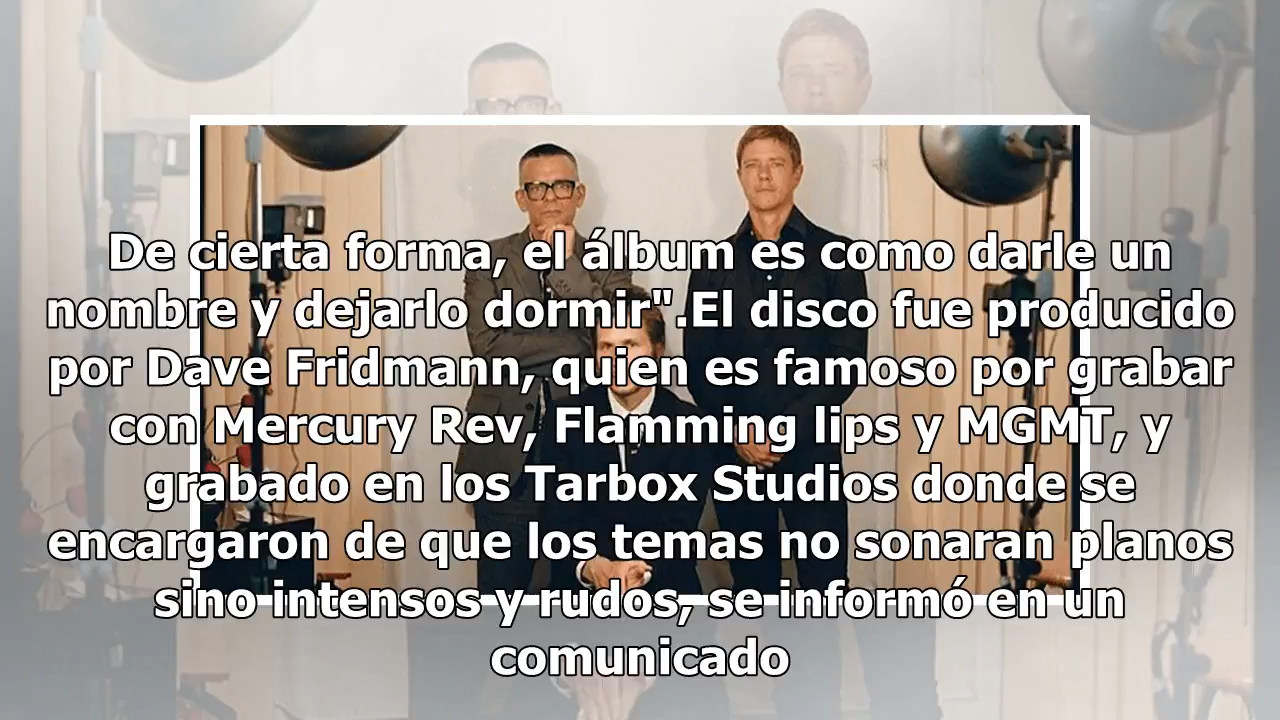 De cierta forma, el álbum es como darle un
nombre y dejarlo dormir".El disco fue producido
por Dave Fridmann, quien es famoso por grabar
con Mercury Rev, Flamming lips y MGMT, y
grabado en los Tarbox Studios donde se
encargaron de que los temas no sonaran planos
sino intensos y rudos, se informó en un
comunicado